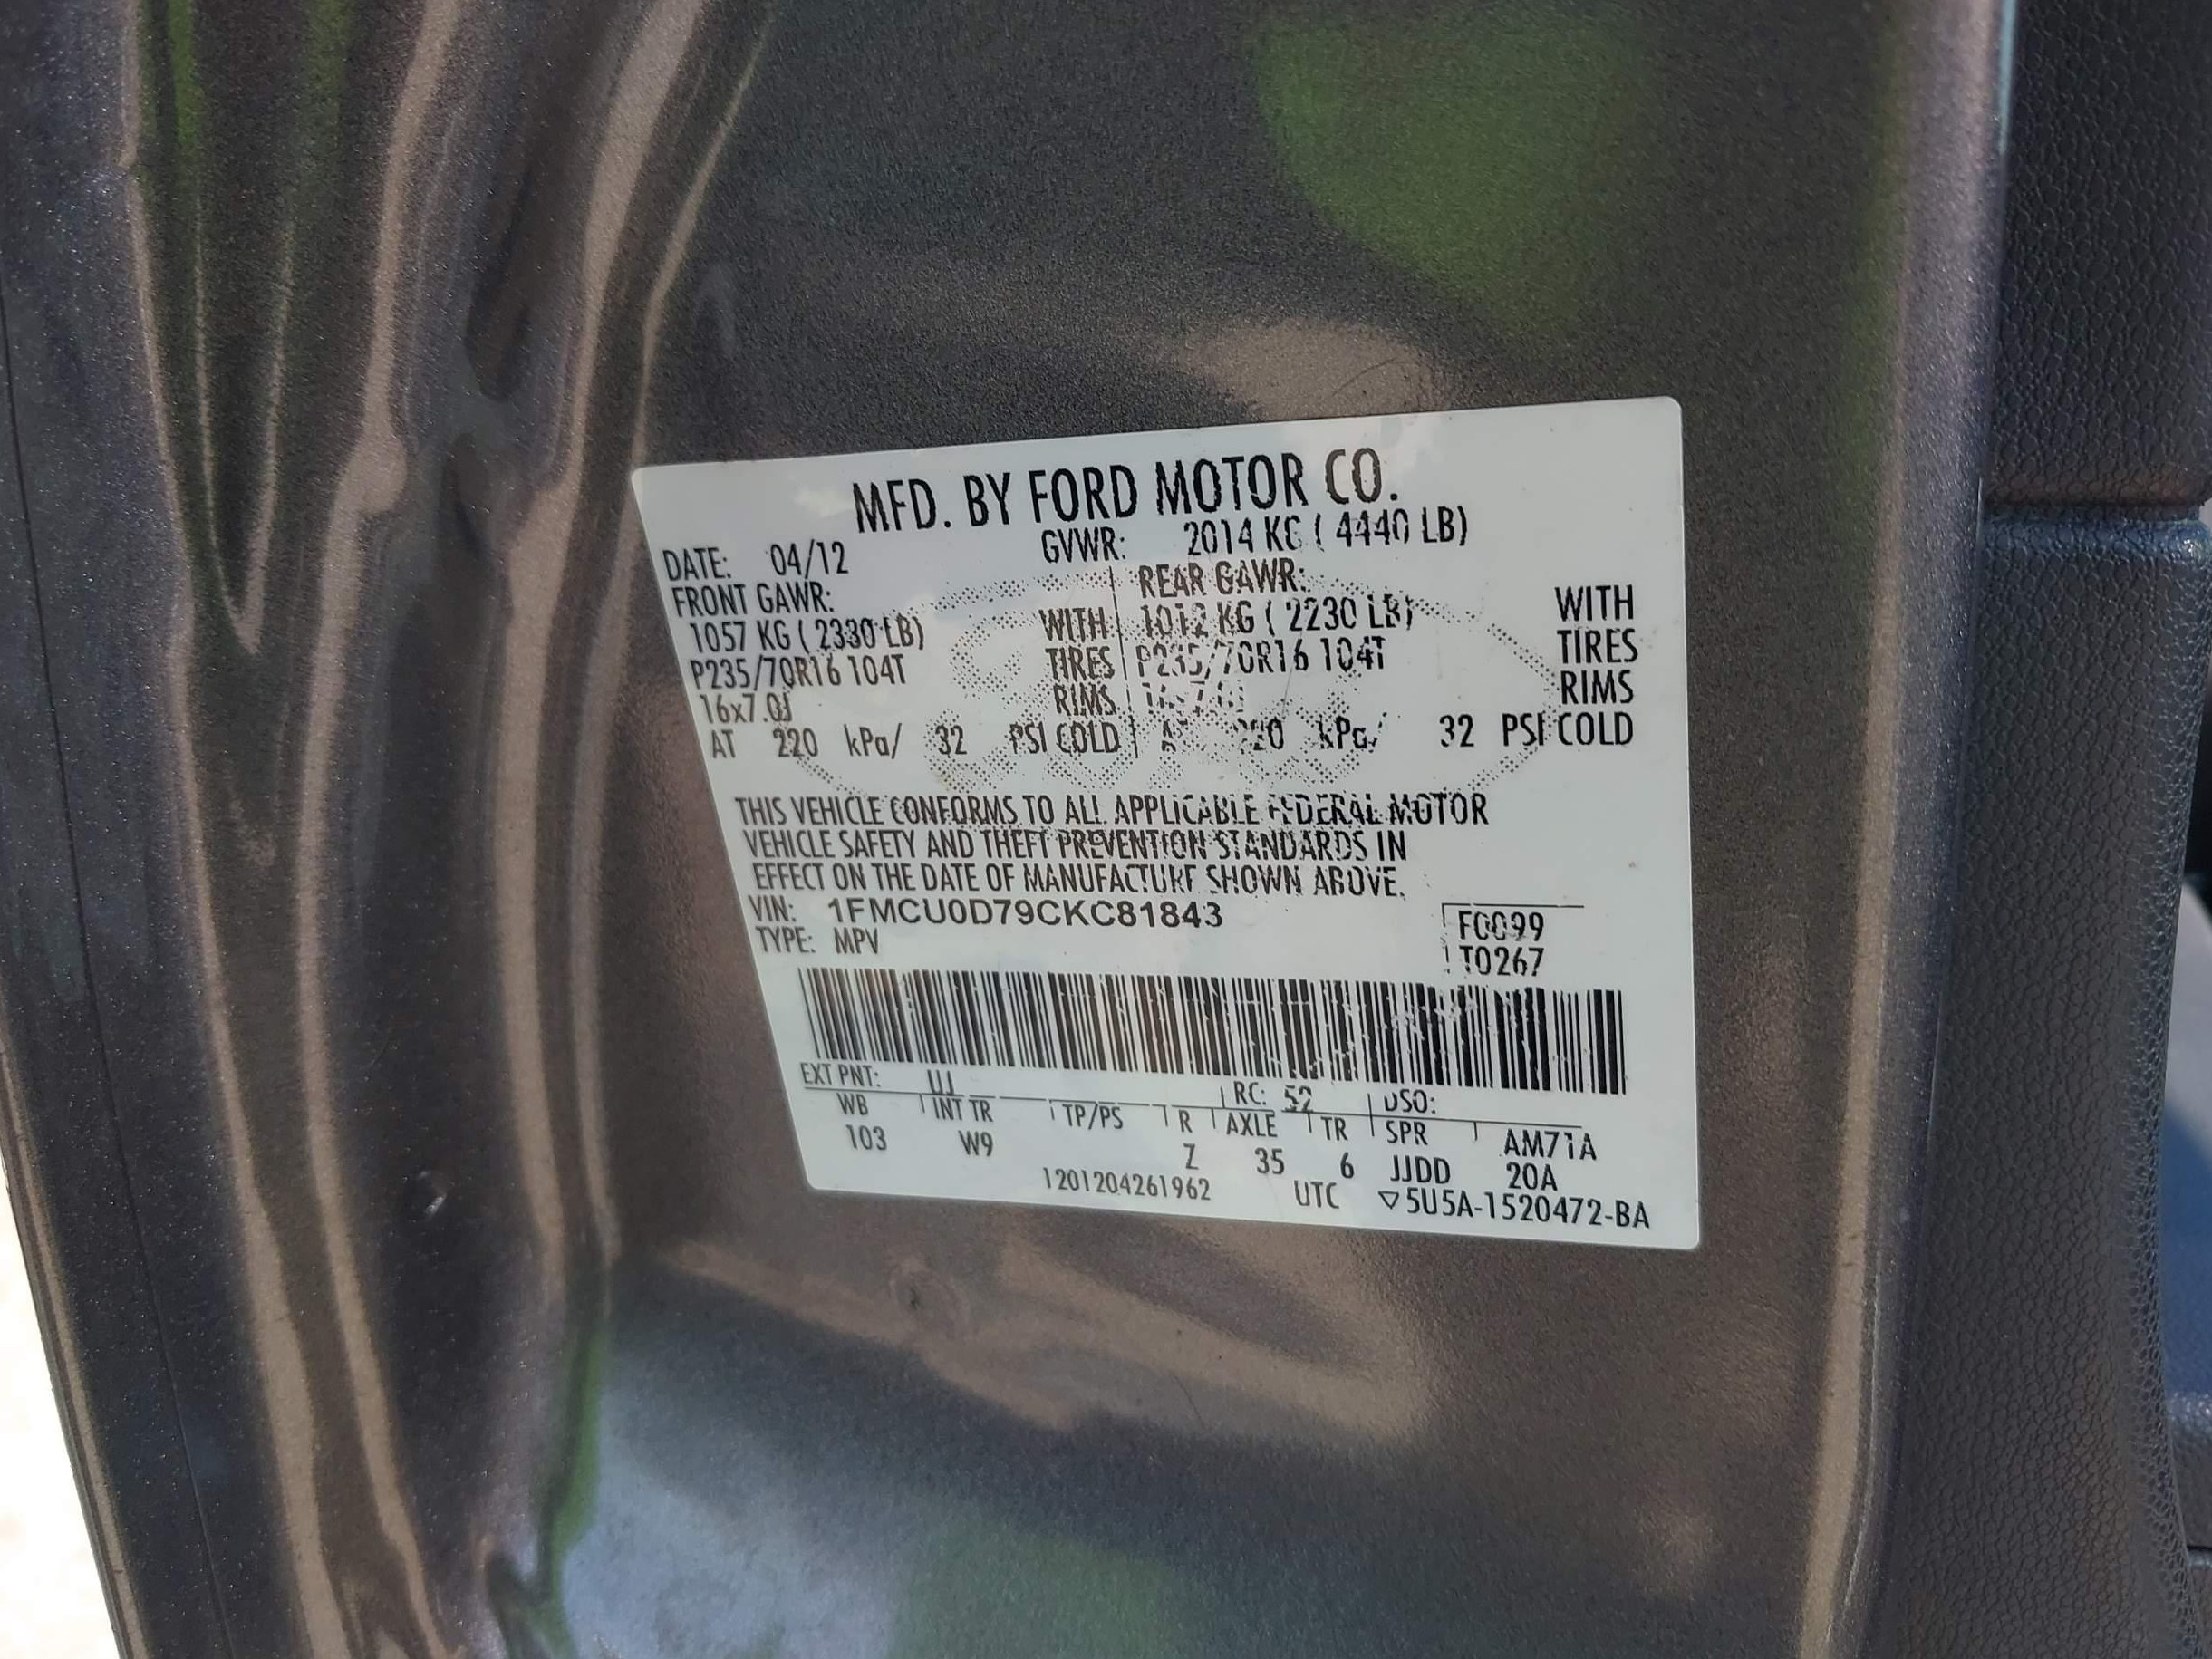 MFD. BY FORD MOTOR CO.
DATE: 04/12 GVWR: 2014 KG ( 4440 LB)
FRONT GAWR: REAR GAWR:
1057 KG ( 2330 LB) WITH 1012 KG ( 2230 LB) WITH
P235/70R16 104T TIRES P235/70R16 104T TIRES
16x7.0J RIMS RIMS
AT 220 kPa/ 32 PSI COLD kPa/ 32 PSI COLD
THIS VEHICLE CONFORMS TO ALL APPLICABLE FEDERAL MOTOR
VEHICLE SAFETY AND THEFT PREVENTION STANDARDS IN
EFFECT ON THE DATE OF MANUFACTURE SHOWN ABOVE.
VIN: 1FMCU0D79CKC81843 F0099
TYPE: MPV T0267
EXT PNT: UJ RC: 52 DSO:
WB INT TR TP/PS R AXLE TR SPR AM71A
103 W9 Z 35 6 JJDD 20A
1201204261962 UTC ▽5U5A-1520472-BA